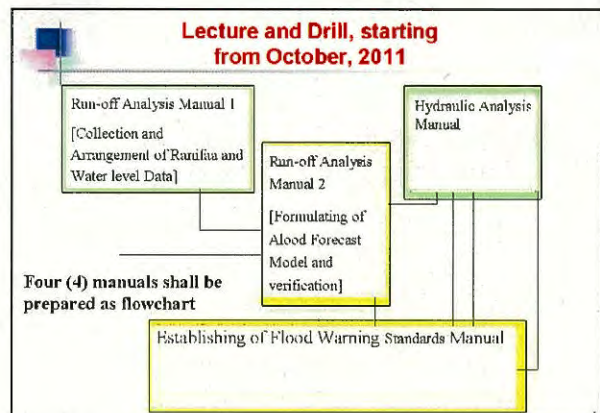 Lecture and Drill, starting
from October, 2011
Run-off Analysis Manual 1
[Collection and
Arrangement of Ranifaa and
Water level Data]
Run-off Analysis
Manual 2
[Formulating of
Alood Forecast
Model and
verification]
Hydraulic Analysis
Manual
Four (4) manuals shall be
prepared as flowchart
Establishing of Flood Warning Standards Manual